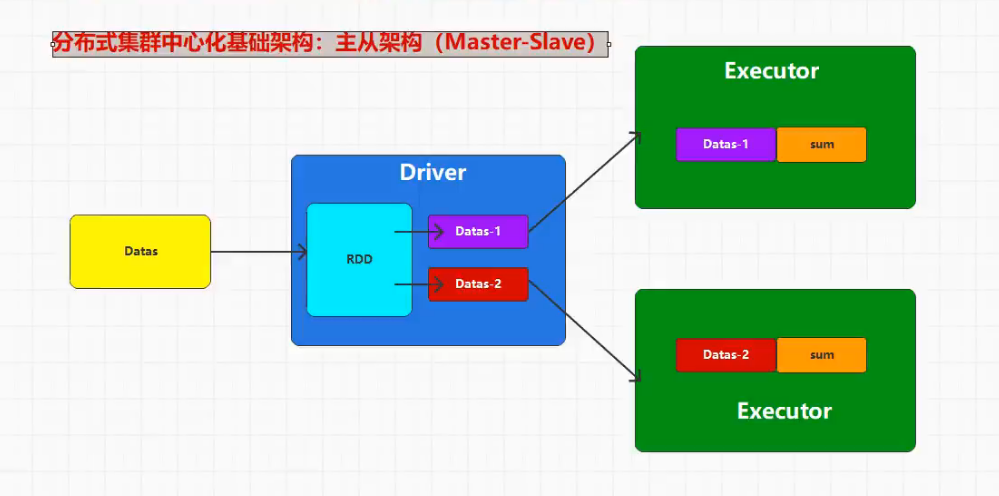 分布式集群中心化基础架构：主从架构（Master-Slave）
Executor
Datas-1
sum
Driver
Datas
RDD
Datas-1
Datas-2
Datas-2
sum
Executor